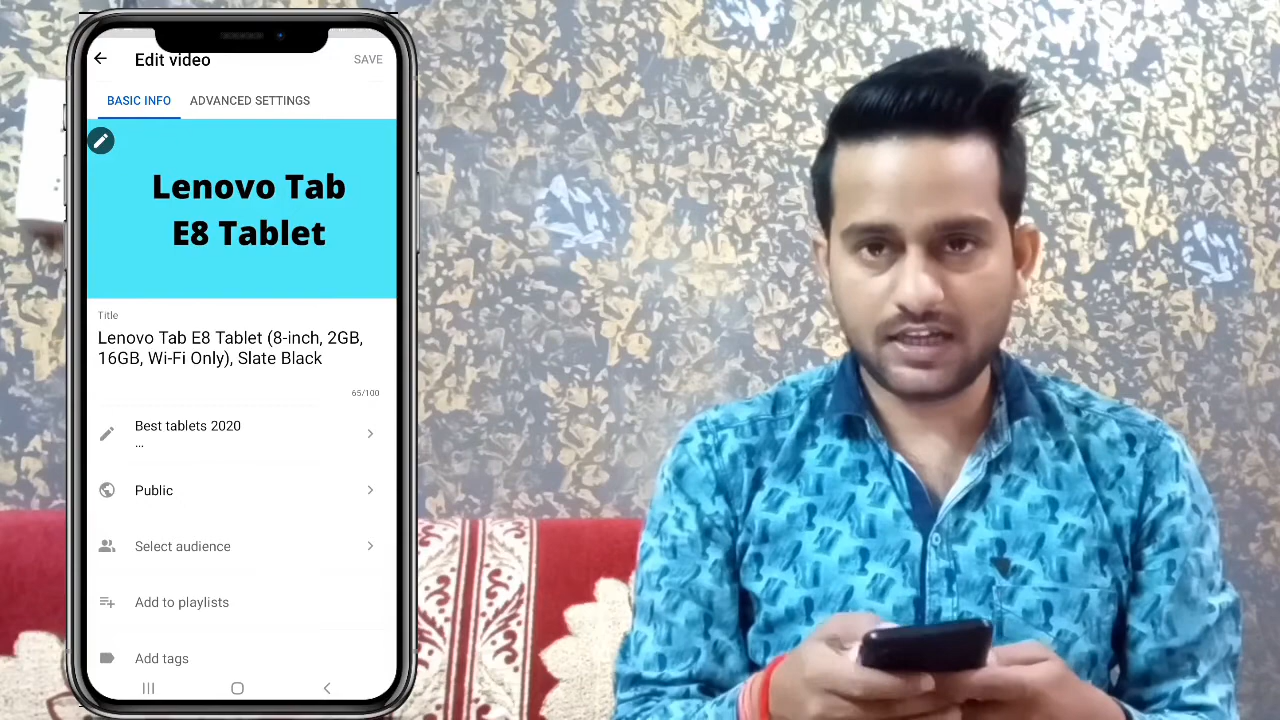 Edit video
SAVE
BASIC INFO
ADVANCED SETTINGS
Lenovo Tab
E8 Tablet
Title
Lenovo Tab E8 Tablet (8-inch, 2GB,
16GB, Wi-Fi Only), Slate Black
65/100
Best tablets 2020
...
Public
Select audience
Add to playlists
Add tags